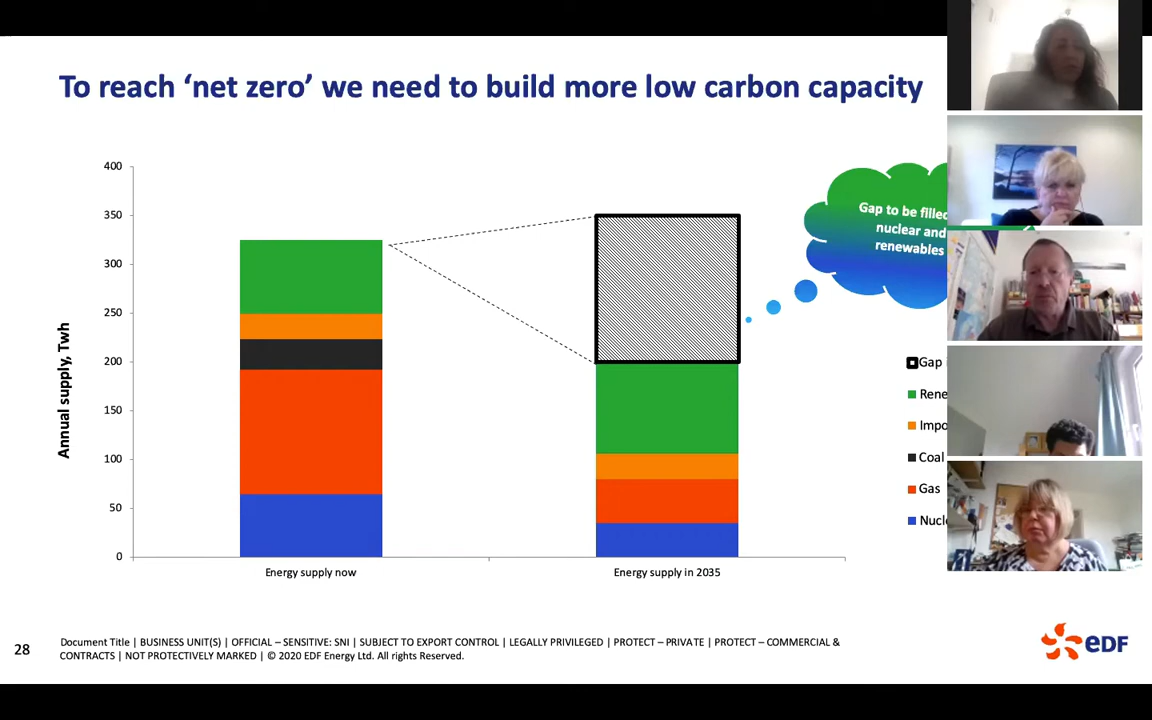 To reach ‘net zero’ we need to build more low carbon capacity
400
350
300
250
200
150
100
50
0
Annual supply, Twh
Energy supply now
Energy supply in 2035
Gap to be filled
nuclear and
renewables
Gap
Coal
Gas
28
Document Title | BUSINESS UNIT(S) | OFFICIAL – SENSITIVE: SNI | SUBJECT TO EXPORT CONTROL | LEGALLY PRIVILEGED | PROTECT – PRIVATE | PROTECT – COMMERCIAL &
CONTRACTS | NOT PROTECTIVELY MARKED | © 2020 EDF Energy Ltd. All rights Reserved.
eDF